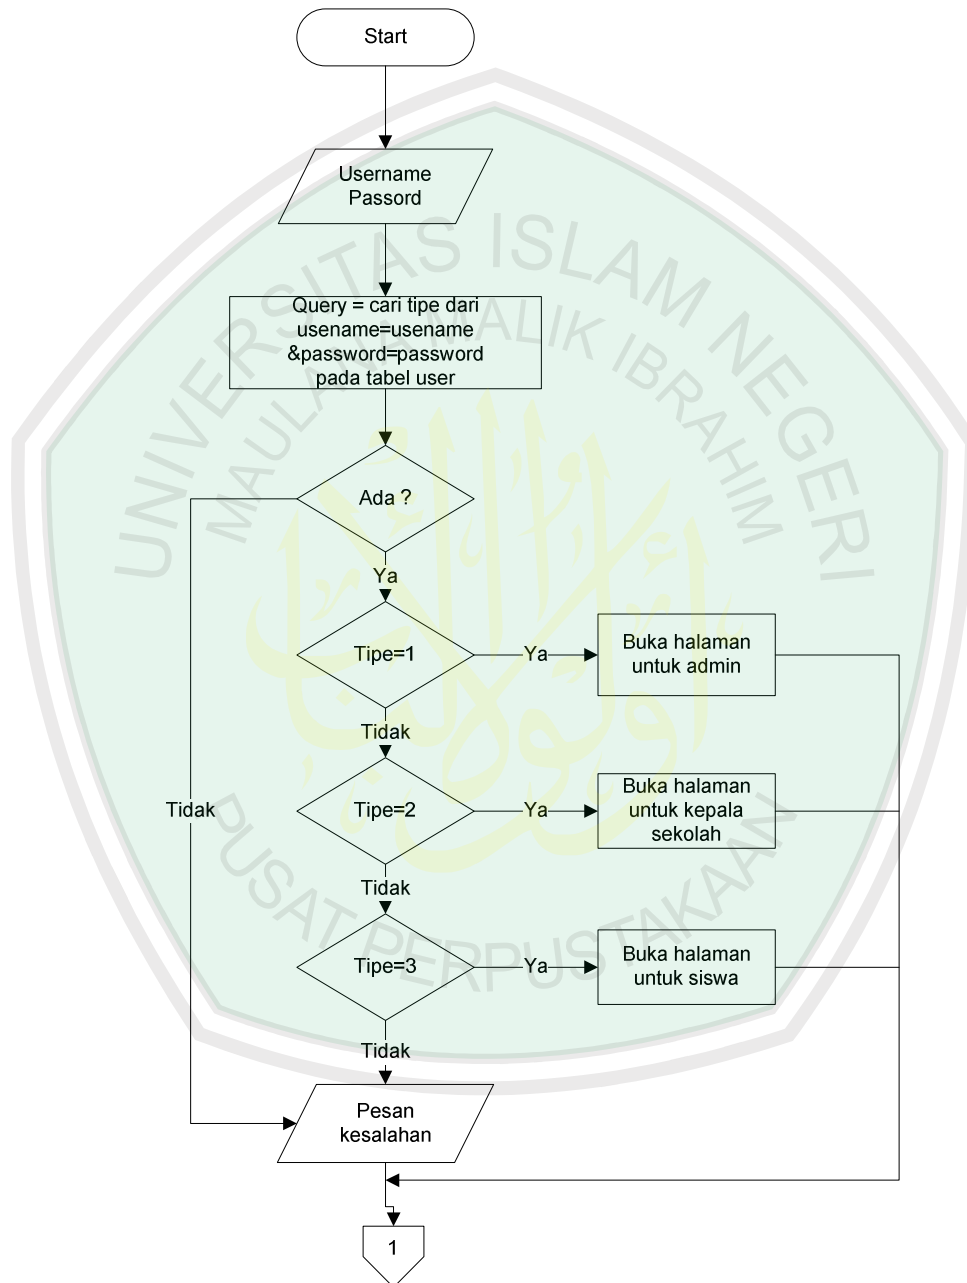 Start
Username
Passord
Query = cari tipe dari
usename=usename
&password=password
pada tabel user
Ada ?
Ya
Tipe=1
Ya
Buka halaman
untuk admin
Tidak
Tipe=2
Ya
Buka halaman
untuk kepala
sekolah
Tidak
Tidak
Tipe=3
Ya
Buka halaman
untuk siswa
Tidak
Pesan
kesalahan
1
UNIVERSITAS ISLAM NEGERI
MAULANA MALIK IBRAHIM
PUSAT PERPUSTAKAAN